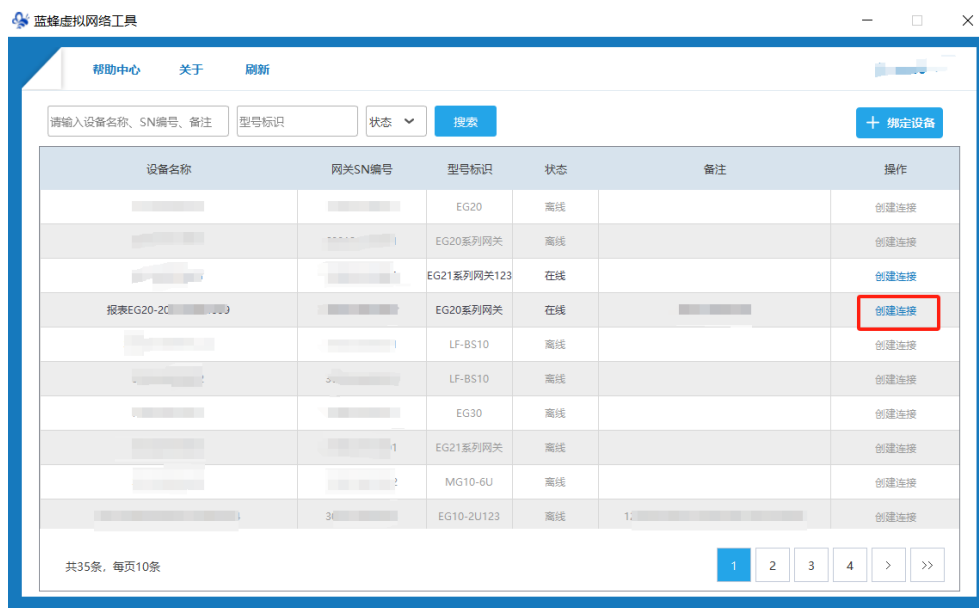 蓝蜂虚拟网络工具
帮助中心 关于 刷新
请输入设备名称、SN编号、备注 型号标识 状态 搜索 绑定设备
设备名称 网关SN编号 型号标识 状态 备注 操作
EG20 离线 创建连接
EG20系列网关 离线 创建连接
EG21系列网关123 在线 创建连接
报表EG20-20 EG20系列网关 在线 创建连接
LF-BS10 离线 创建连接
LF-BS10 离线 创建连接
EG30 离线 创建连接
EG21系列网关 离线 创建连接
MG10-6U 离线 创建连接
EG10-2U123 离线 创建连接
共35条, 每页10条 1 2 3 4 > >>